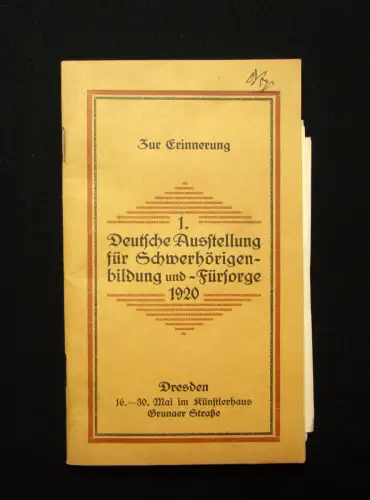 Zur Erinnerung
1.
Deutsche Ausstellung
für Schwerhörigen-
bildung und -Fürsorge
1920
Dresden
16.—30. Mai im Künstlerhaus
Grunaer Straße